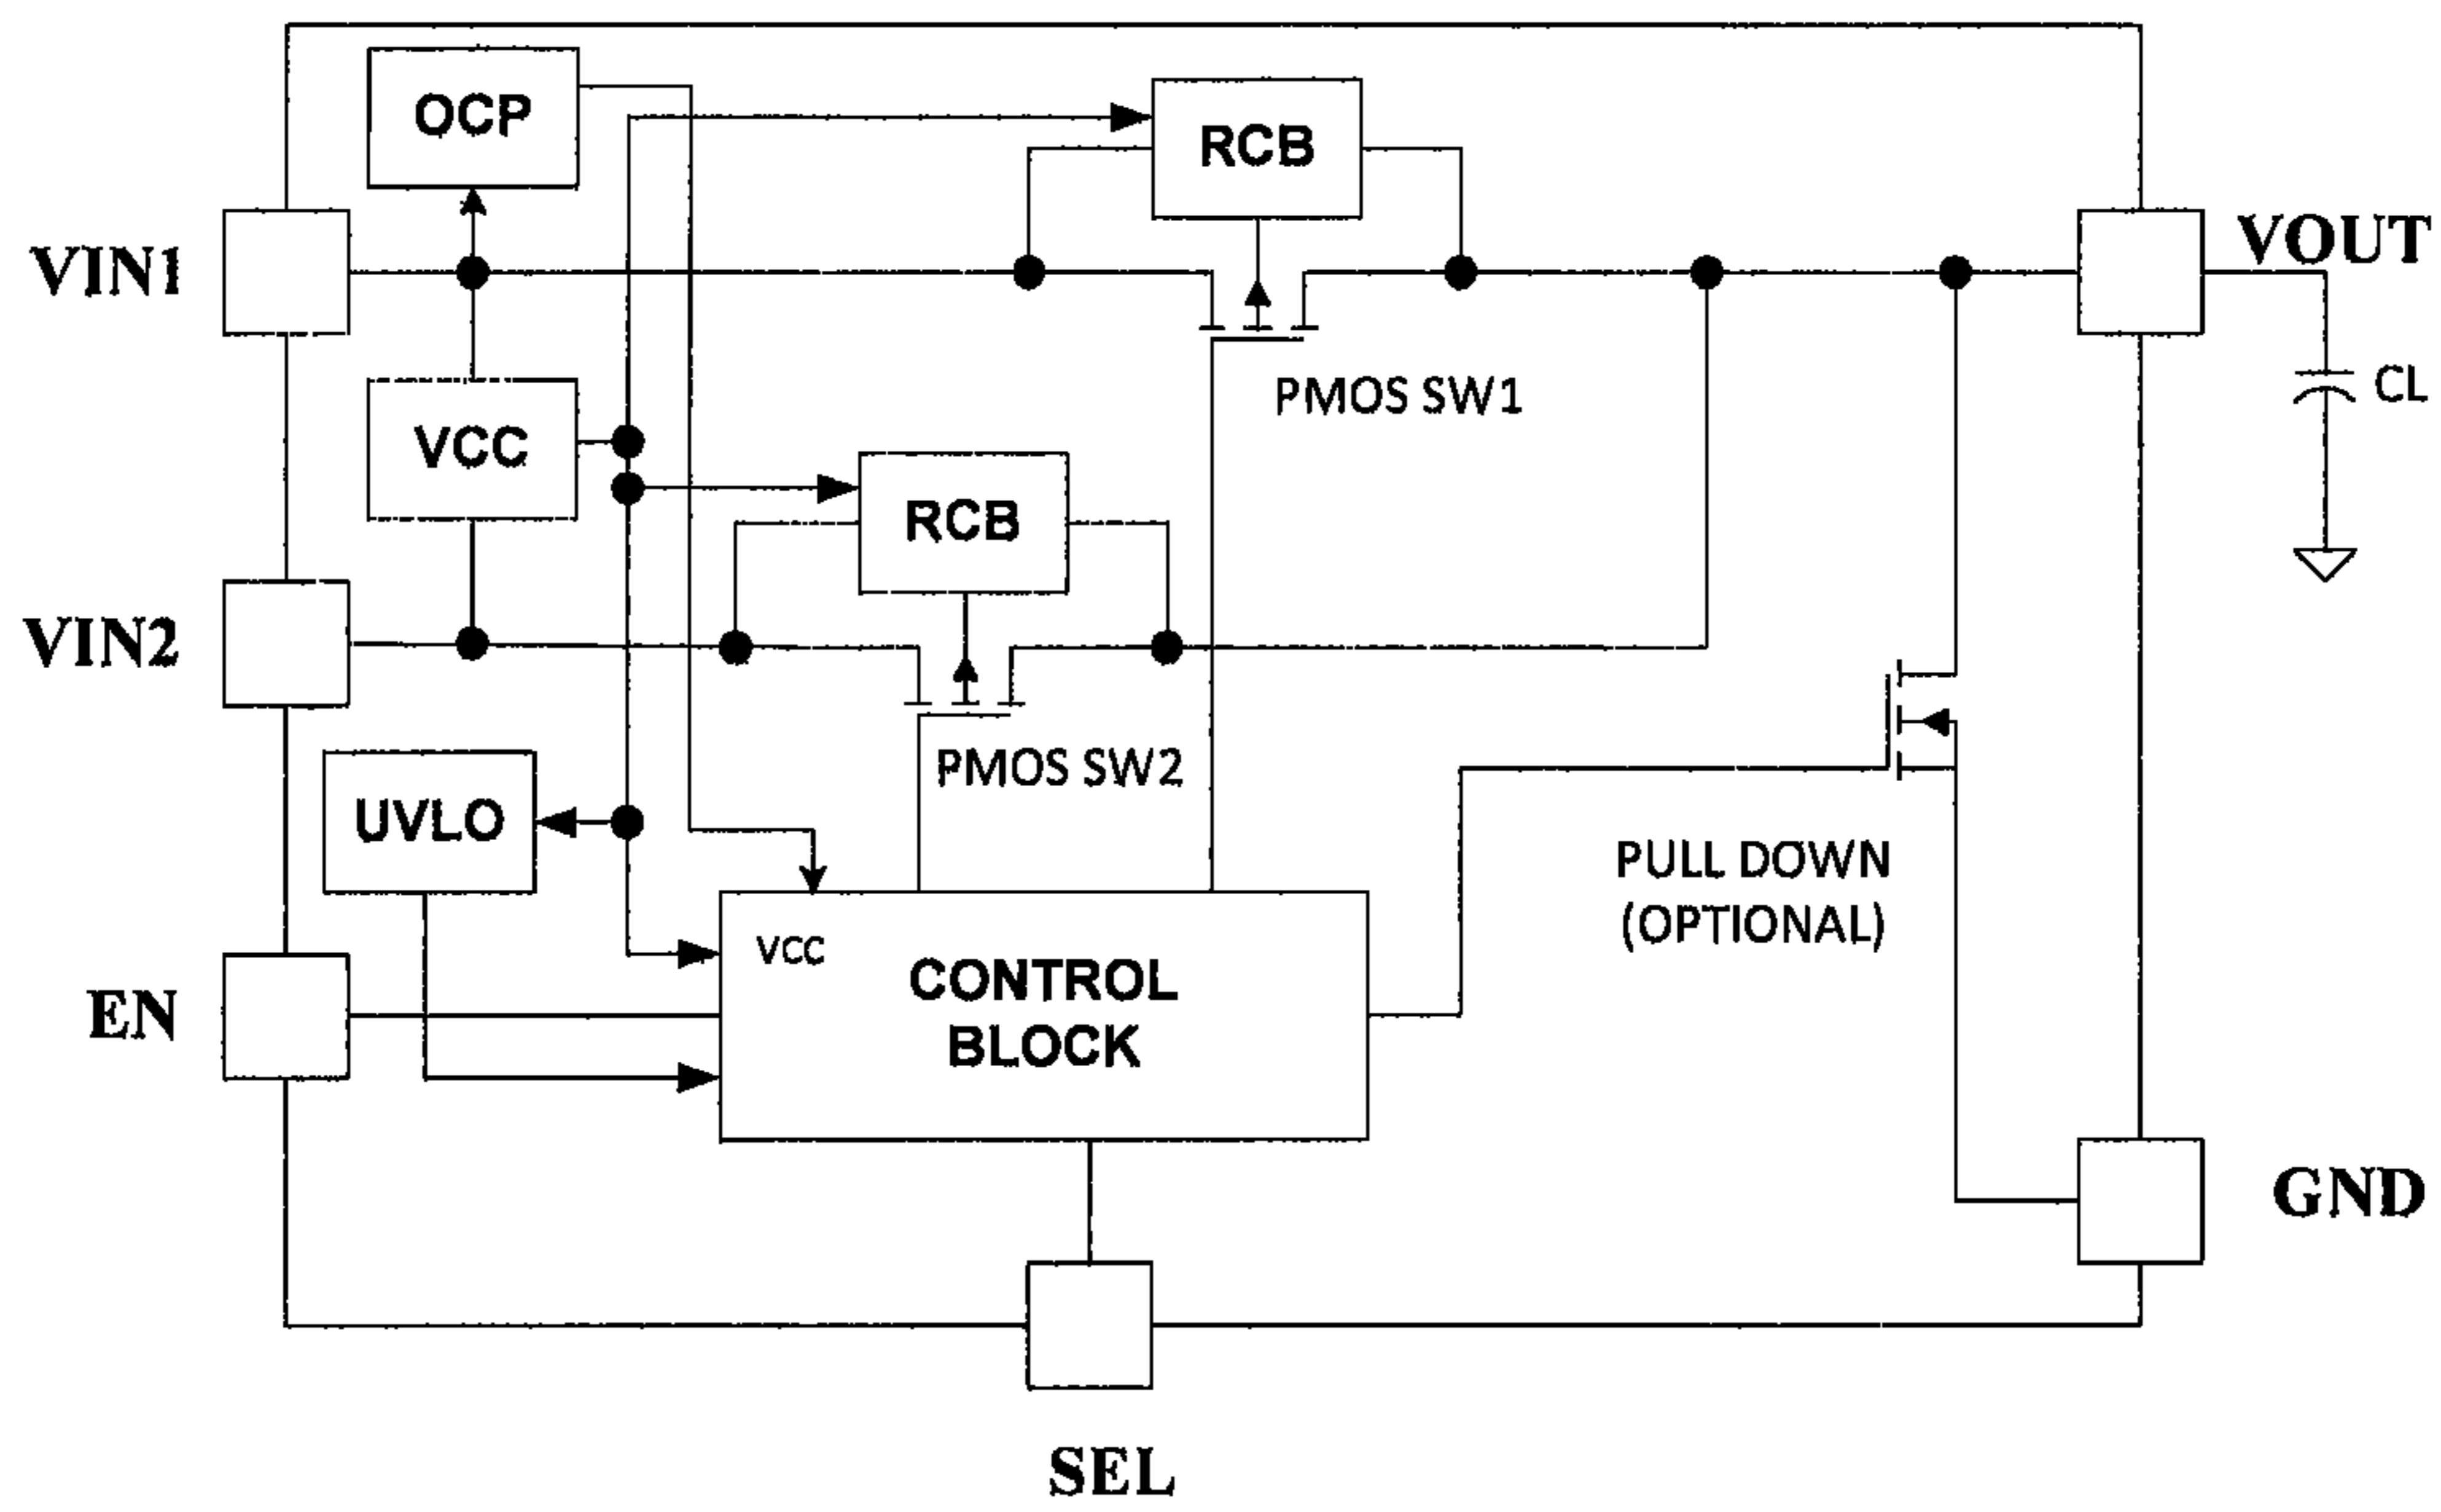 OCP
RCB
VIN1
VOUT
PMOS SW1
CL
VCC
RCB
VIN2
PMOS SW2
UVLO
PULL DOWN
(OPTIONAL)
VCC
CONTROL
BLOCK
EN
GND
SEL